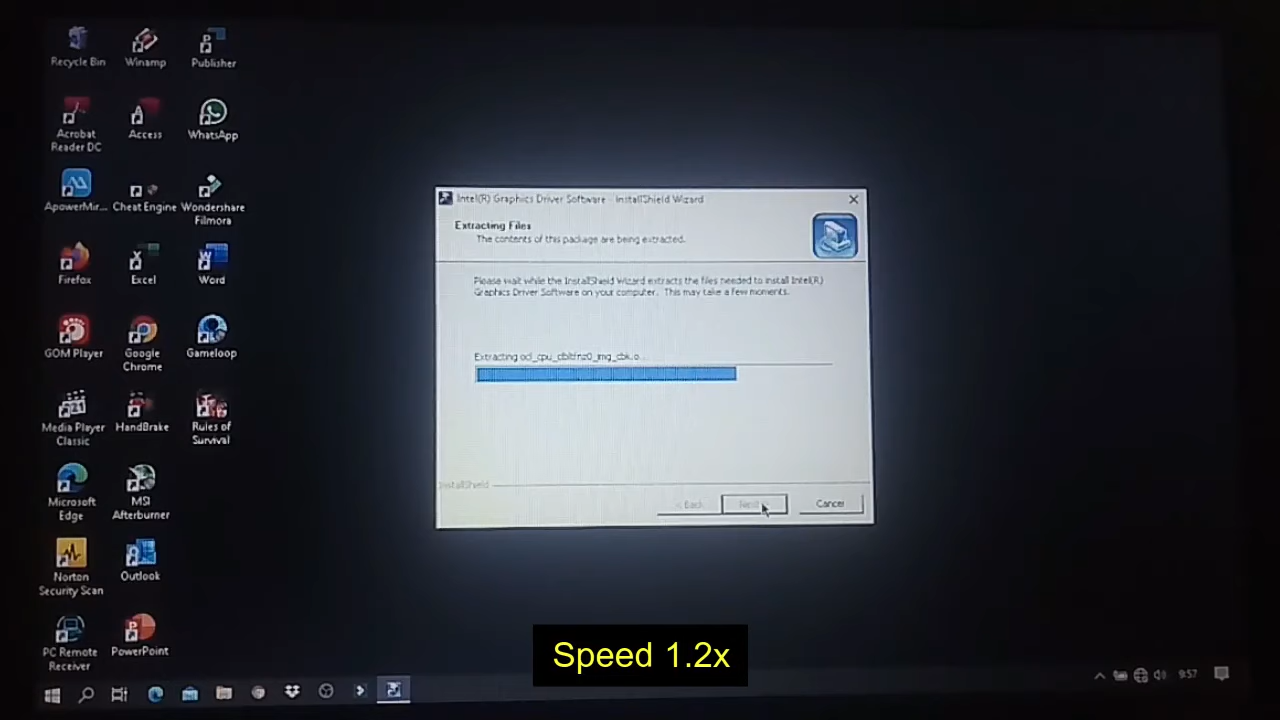 Recycle Bin
Winamp
Publisher
Acrobat
Reader DC
Access
WhatsApp
ApowerMir...
Cheat Engine
Wondershare
Filmora
Firefox
Excel
Word
GOM Player
Google
Chrome
Gameloop
Media Player
Classic
HandBrake
Rules of
Survival
Microsoft
Edge
MSI
Afterburner
Norton
Security Scan
Outlook
PC Remote
Receiver
PowerPoint
Intel(R) Graphics Driver Software - InstallShield Wizard
Extracting Files
The contents of this package are being extracted.
Please wait while the InstallShield Wizard extracts the files needed to install Intel(R)
Graphics Driver Software on your computer. This may take a few moments.
Extracting
InstallShield
< Back
Next
Cancel
Speed 1.2x
9:57